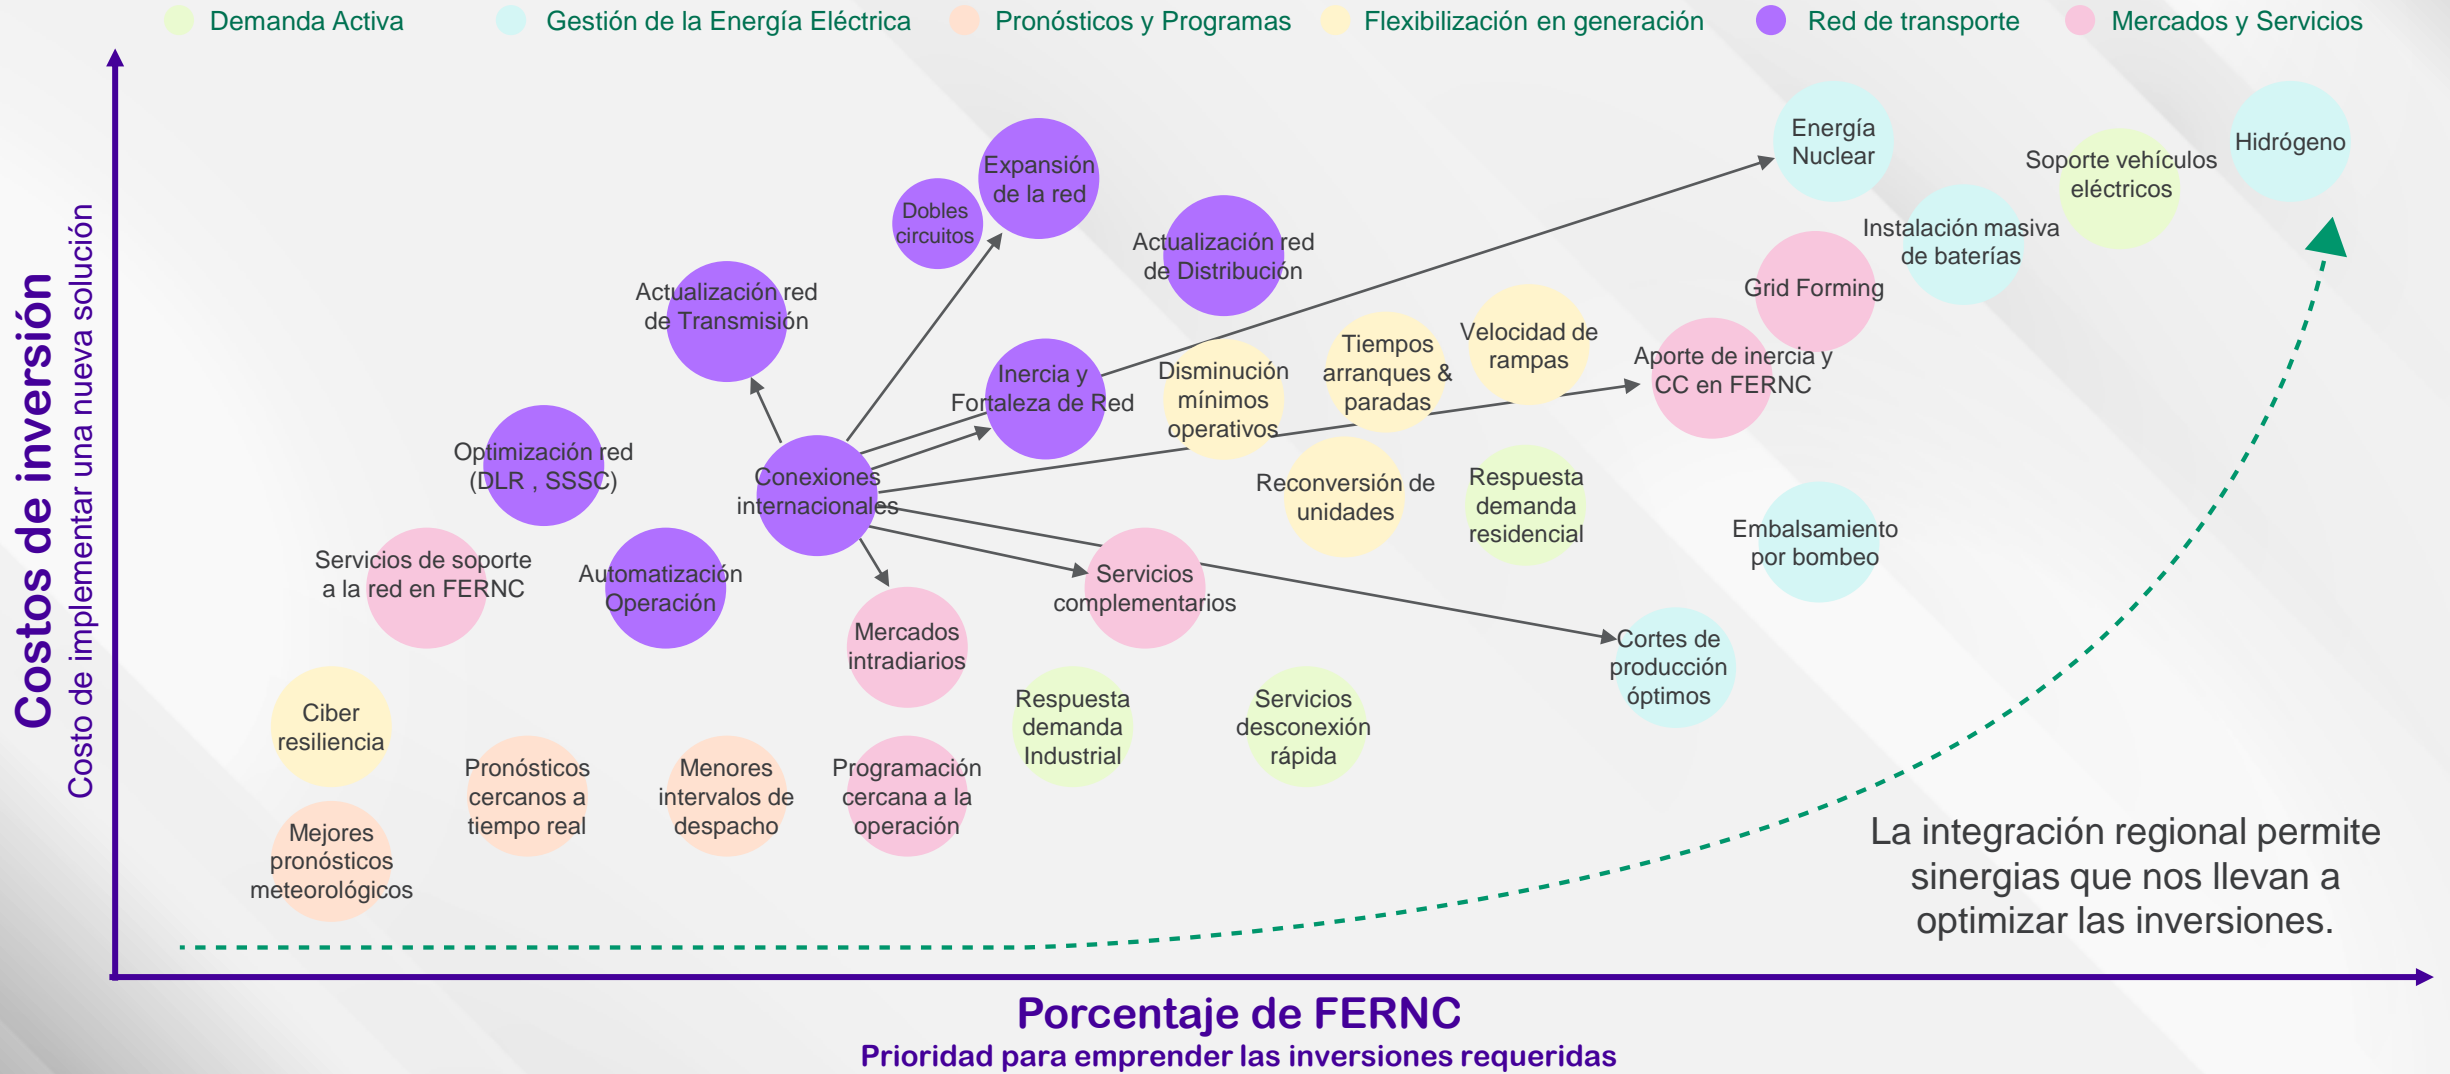 Demanda Activa
Gestión de la Energía Eléctrica
Pronósticos y Programas
Flexibilización en generación
Red de transporte
Mercados y Servicios
Costos de inversión
Costo de implementar una nueva solución
Energía
Nuclear
Hidrógeno
Soporte vehículos
eléctricos
Expansión
de la red
Dobles
circuitos
Actualización red
de Distribución
Instalación masiva
de baterías
Grid Forming
Actualización red
de Transmisión
Inercia y
Fortaleza de Red
Disminución
mínimos
operativos
Tiempos
arranques &
paradas
Velocidad de
rampas
Aporte de inercia y
CC en FERNC
Optimización red
(DLR , SSSC)
Conexiones
internacionales
Reconversión de
unidades
Respuesta
demanda
residencial
Embalsamiento
por bombeo
Servicios de soporte
a la red en FERNC
Automatización
Operación
Servicios
complementarios
Mercados
intradiarios
Cortes de
producción
óptimos
Ciber
resiliencia
Respuesta
demanda
Industrial
Servicios
desconexión
rápida
Pronósticos
cercanos a
tiempo real
Menores
intervalos de
despacho
Programación
cercana a la
operación
Mejores
pronósticos
meteorológicos
La integración regional permite
sinergias que nos llevan a
optimizar las inversiones.
Porcentaje de FERNC
Prioridad para emprender las inversiones requeridas